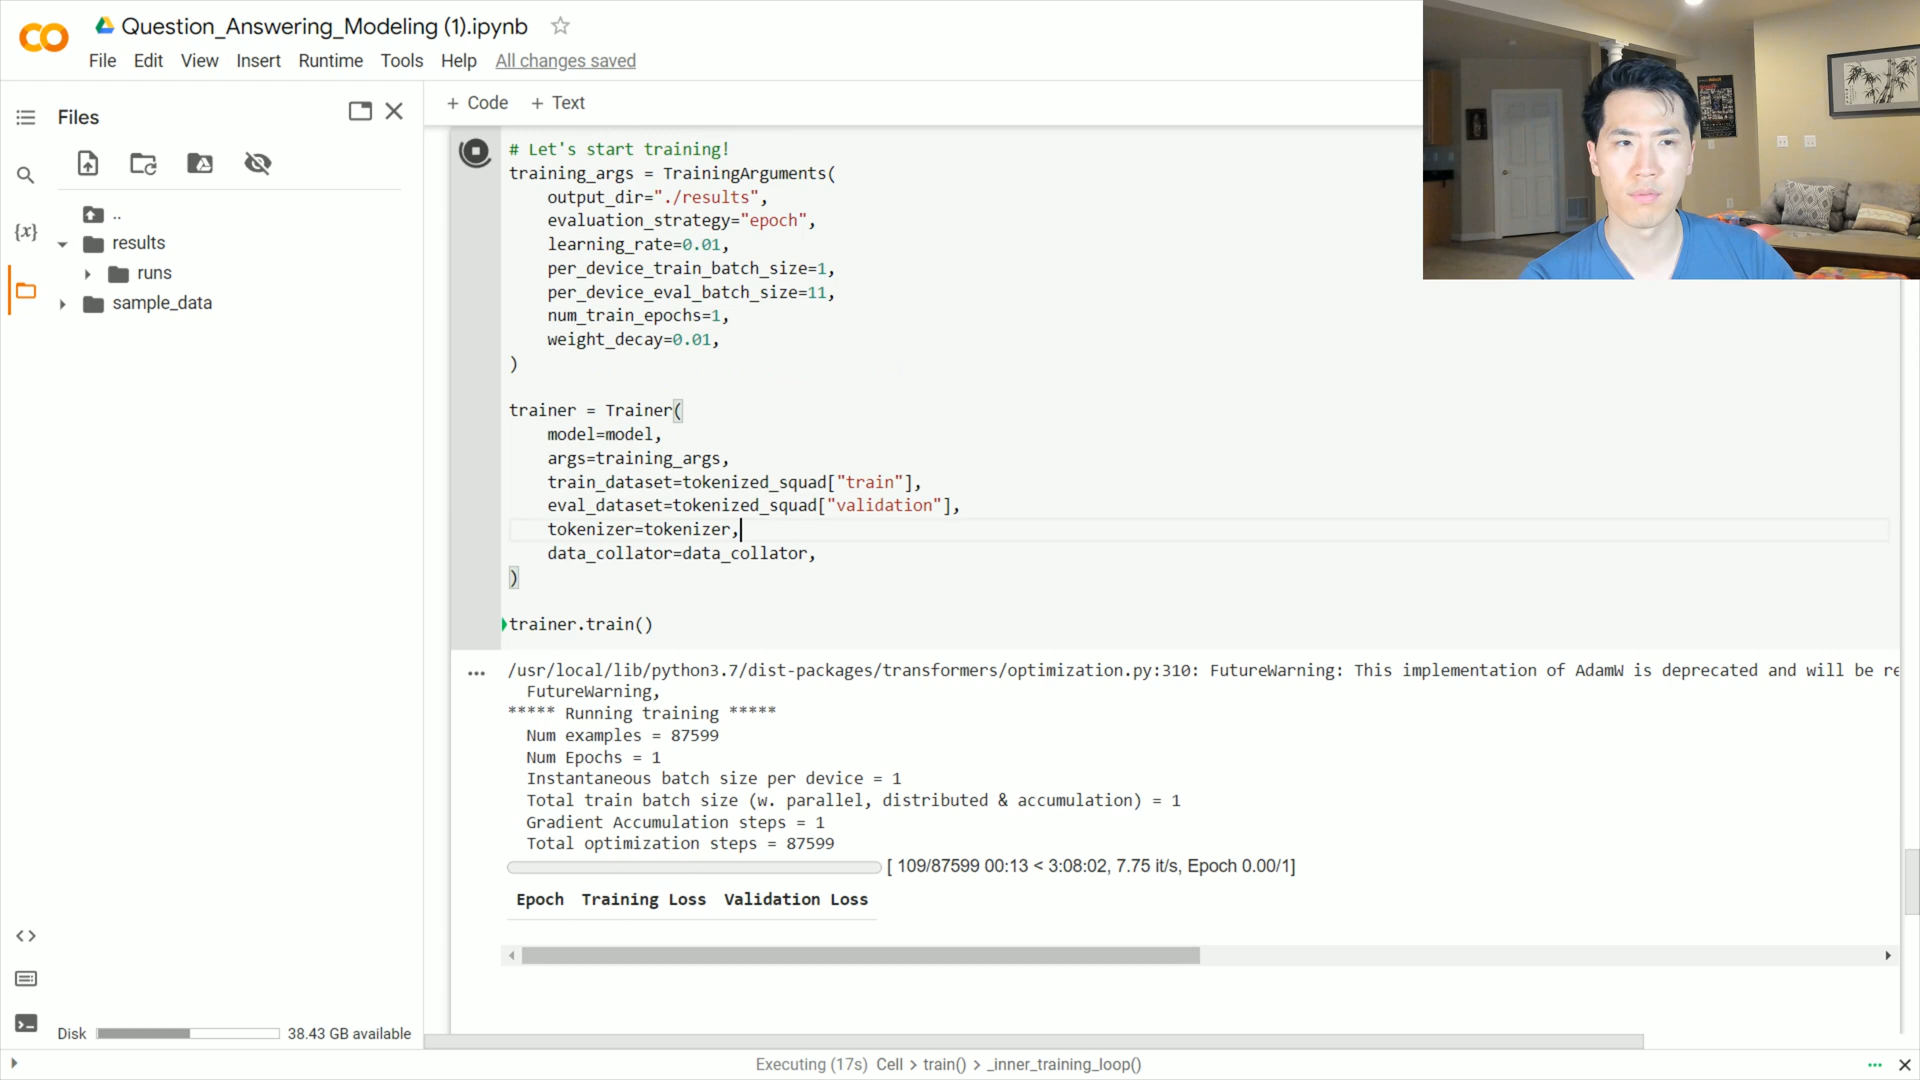 Question_Answering_Modeling (1).ipynb
File Edit View Insert Runtime Tools Help All changes saved
Files
+ Code + Text
..
results
runs
sample_data
{x}
# Let's start training!
training_args = TrainingArguments(
output_dir="./results",
evaluation_strategy="epoch",
learning_rate=0.01,
per_device_train_batch_size=1,
per_device_eval_batch_size=11,
num_train_epochs=1,
weight_decay=0.01,
)
trainer = Trainer(
model=model,
args=training_args,
train_dataset=tokenized_squad["train"],
eval_dataset=tokenized_squad["validation"],
tokenizer=tokenizer,
data_collator=data_collator,
)
trainer.train()
/usr/local/lib/python3.7/dist-packages/transformers/optimization.py:310: FutureWarning: This implementation of AdamW is deprecated and will be re
FutureWarning,
***** Running training *****
Num examples = 87599
Num Epochs = 1
Instantaneous batch size per device = 1
Total train batch size (w. parallel, distributed & accumulation) = 1
Gradient Accumulation steps = 1
Total optimization steps = 87599
[ 109/87599 00:13 < 3:08:02, 7.75 it/s, Epoch 0.00/1]
Epoch Training Loss Validation Loss
Disk 38.43 GB available
Executing (17s) Cell > train() > _inner_training_loop()